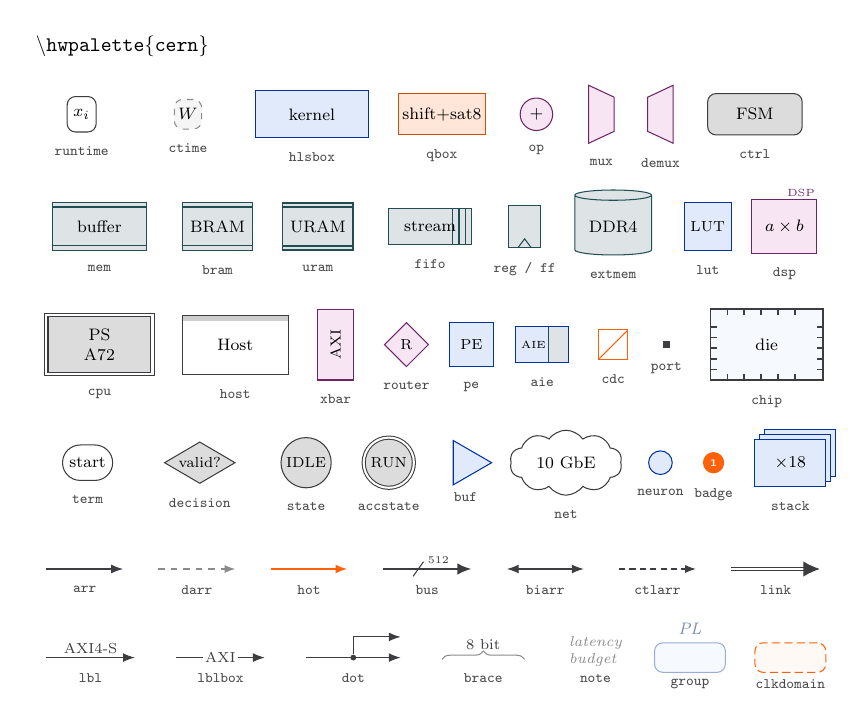 \hwpalette{cern}
x_i W kernel shift+sat8 + FSM
runtime ctime hlsbox qbox op mux demux ctrl
DSP
buffer BRAM URAM stream DDR4 LUT a × b
mem bram uram fifo reg / ff extmem lut dsp
PS
A72 Host AXI R PE AIE die
cpu host xbar router pe aie cdc port chip
start valid? IDLE RUN 10 GbE 1 ×18
term decision state accstate buf net neuron badge stack
512
arr darr hot bus biarr ctlarr link
AXI4-S AXI 8 bit latency
budget PL
lbl lblbox dot brace note group clkdomain